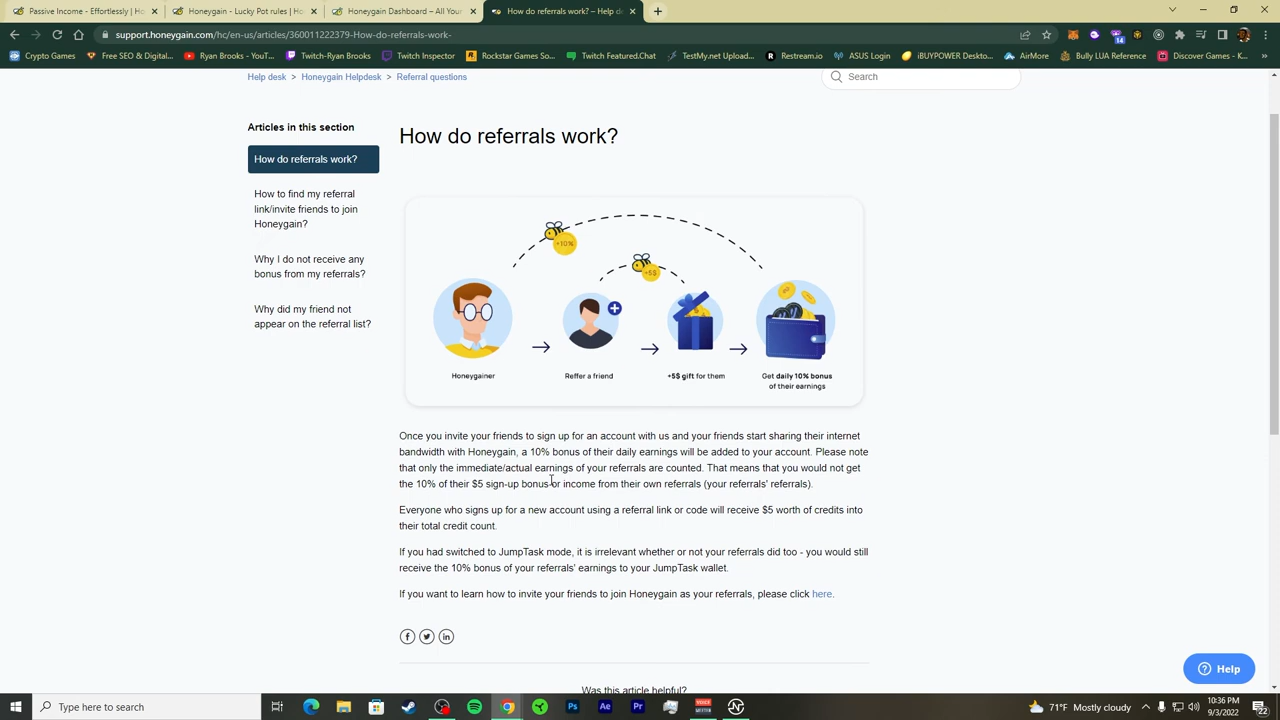 Passive Income - Effortlessly | Ho
Honeygain - Lucky Pot rules | Hon
Honeygain Dashboard – All Your
How do referrals work? – Help de
support.honeygain.com/hc/en-us/articles/360011222379-How-do-referrals-work-
14
Crypto Games
Free SEO & Digital...
Ryan Brooks - YouT...
Twitch-Ryan Brooks
Twitch Inspector
Rockstar Games So...
Twitch Featured.Chat
TestMy.net Upload...
Restream.io
ASUS Login
iBUYPOWER Deskto...
AirMore
Bully LUA Reference
Discover Games - K...
Help desk > Honeygain Helpdesk > Referral questions
Search
Articles in this section
How do referrals work?
How to find my referral
link/invite friends to join
Honeygain?
Why I do not receive any
bonus from my referrals?
Why did my friend not
appear on the referral list?
How do referrals work?
+10%
+5$
Honeygainer
Reffer a friend
+5$ gift for them
Get daily 10% bonus
of their earnings
Once you invite your friends to sign up for an account with us and your friends start sharing their internet
bandwidth with Honeygain, a 10% bonus of their daily earnings will be added to your account. Please note
that only the immediate/actual earnings of your referrals are counted. That means that you would not get
the 10% of their $5 sign-up bonus or income from their own referrals (your referrals' referrals).
Everyone who signs up for a new account using a referral link or code will receive $5 worth of credits into
their total credit count.
If you had switched to JumpTask mode, it is irrelevant whether or not your referrals did too - you would still
receive the 10% bonus of your referrals' earnings to your JumpTask wallet.
If you want to learn how to invite your friends to join Honeygain as your referrals, please click here.
Was this article helpful?
Help
Type here to search
71°F Mostly cloudy
10:36 PM
9/3/2022